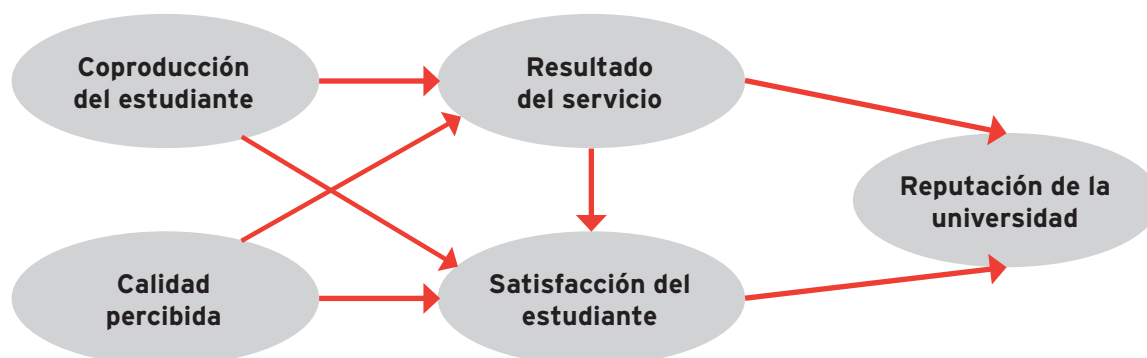 Coproducción
del estudiante
Resultado
del servicio
Reputación de la
universidad
Calidad
percibida
Satisfacción del
estudiante